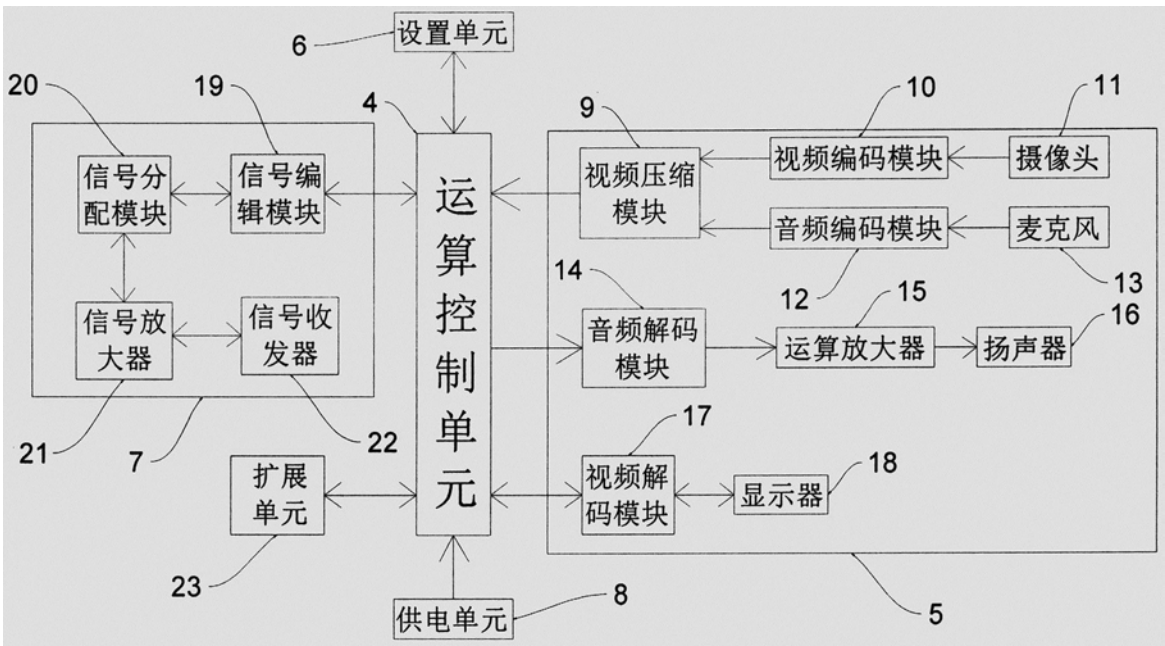 6
设置单元
20
19
4
9
10
11
信号分
配模块
信号编
辑模块
运
算
控
制
单
元
视频压缩
模块
视频编码模块
摄像头
音频编码模块
麦克风
12
13
14
15
16
信号放
大器
信号收
发器
音频解码
模块
运算放大器
扬声器
21
7
22
17
18
扩展
单元
视频解
码模块
显示器
23
供电单元
8
5